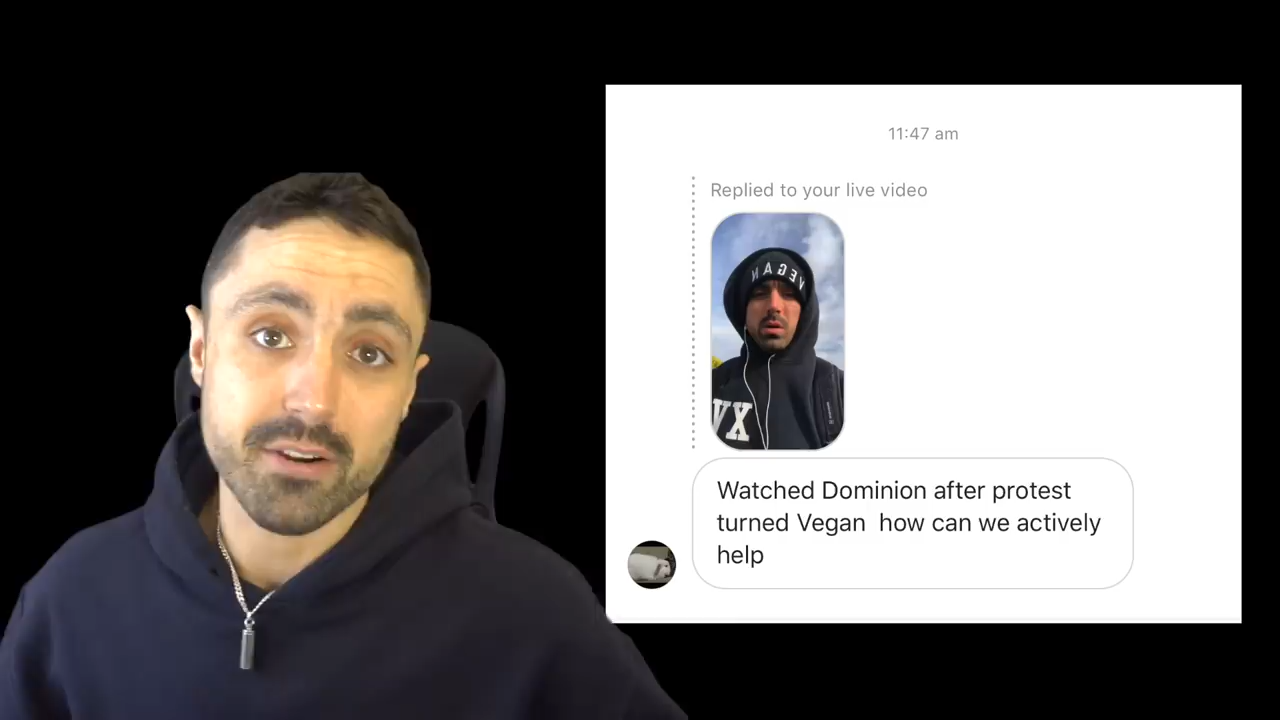 11:47 am
Replied to your live video
VEGAN
VX
Watched Dominion after protest
turned Vegan how can we actively
help